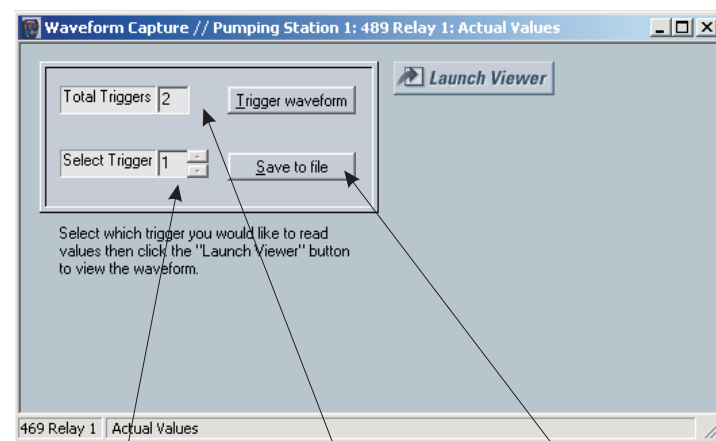 Waveform Capture // Pumping Station 1: 489 Relay 1: Actual Values
Launch Viewer
Total Triggers 2 Trigger waveform
Select Trigger 1 Save to file
Select which trigger you would like to read
values then click the "Launch Viewer" button
to view the waveform.
469 Relay 1 Actual Values